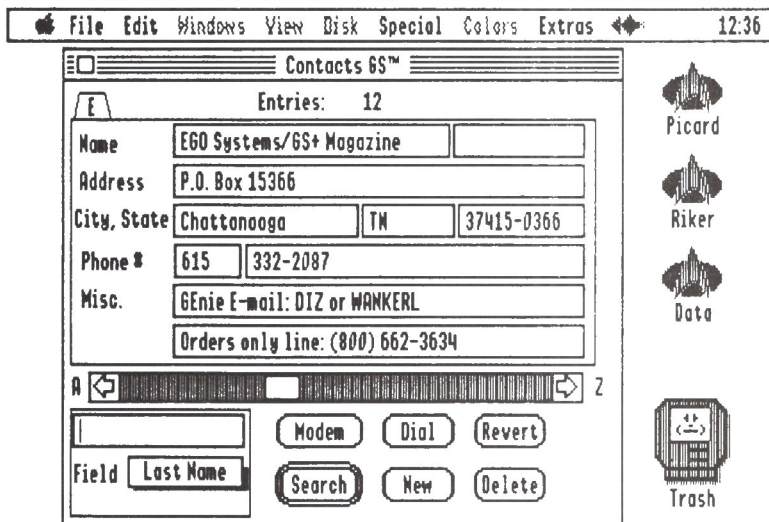 File Edit Windows View Disk Special Colors Extras 12:36
Contacts GS™
E Entries: 12
Name EGO Systems/GS+ Magazine
Address P.O. Box 15366
City, State Chattanooga TN 37415-0366
Phone # 615 332-2087
Misc. GEnie E-mail: DIZ or WANKERL
Orders only line: (800) 662-3634
A Z
Modem Dial Revert
Field Last Name Search New Delete
Picard
Riker
Data
Trash